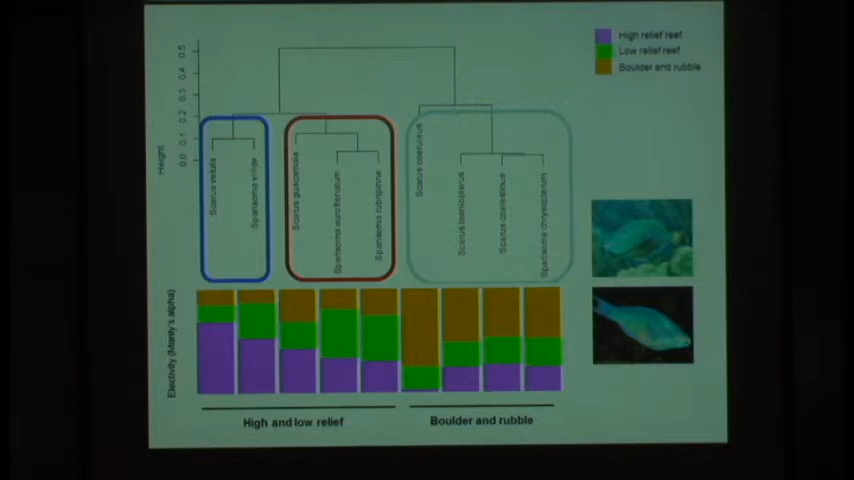 High relief reef
Low relief reef
Boulder and rubble
0.0 0.1 0.2 0.3 0.4 0.5
Height
Scarus vetula
Sparisoma viride
Scarus guacamaia
Sparisoma aurofrenatum
Sparisoma rubripinne
Scarus coeruleus
Scarus taeniopterus
Scarus coelestinus
Sparisoma chrysopterum
Electivity (Manly's alpha)
High and low relief
Boulder and rubble